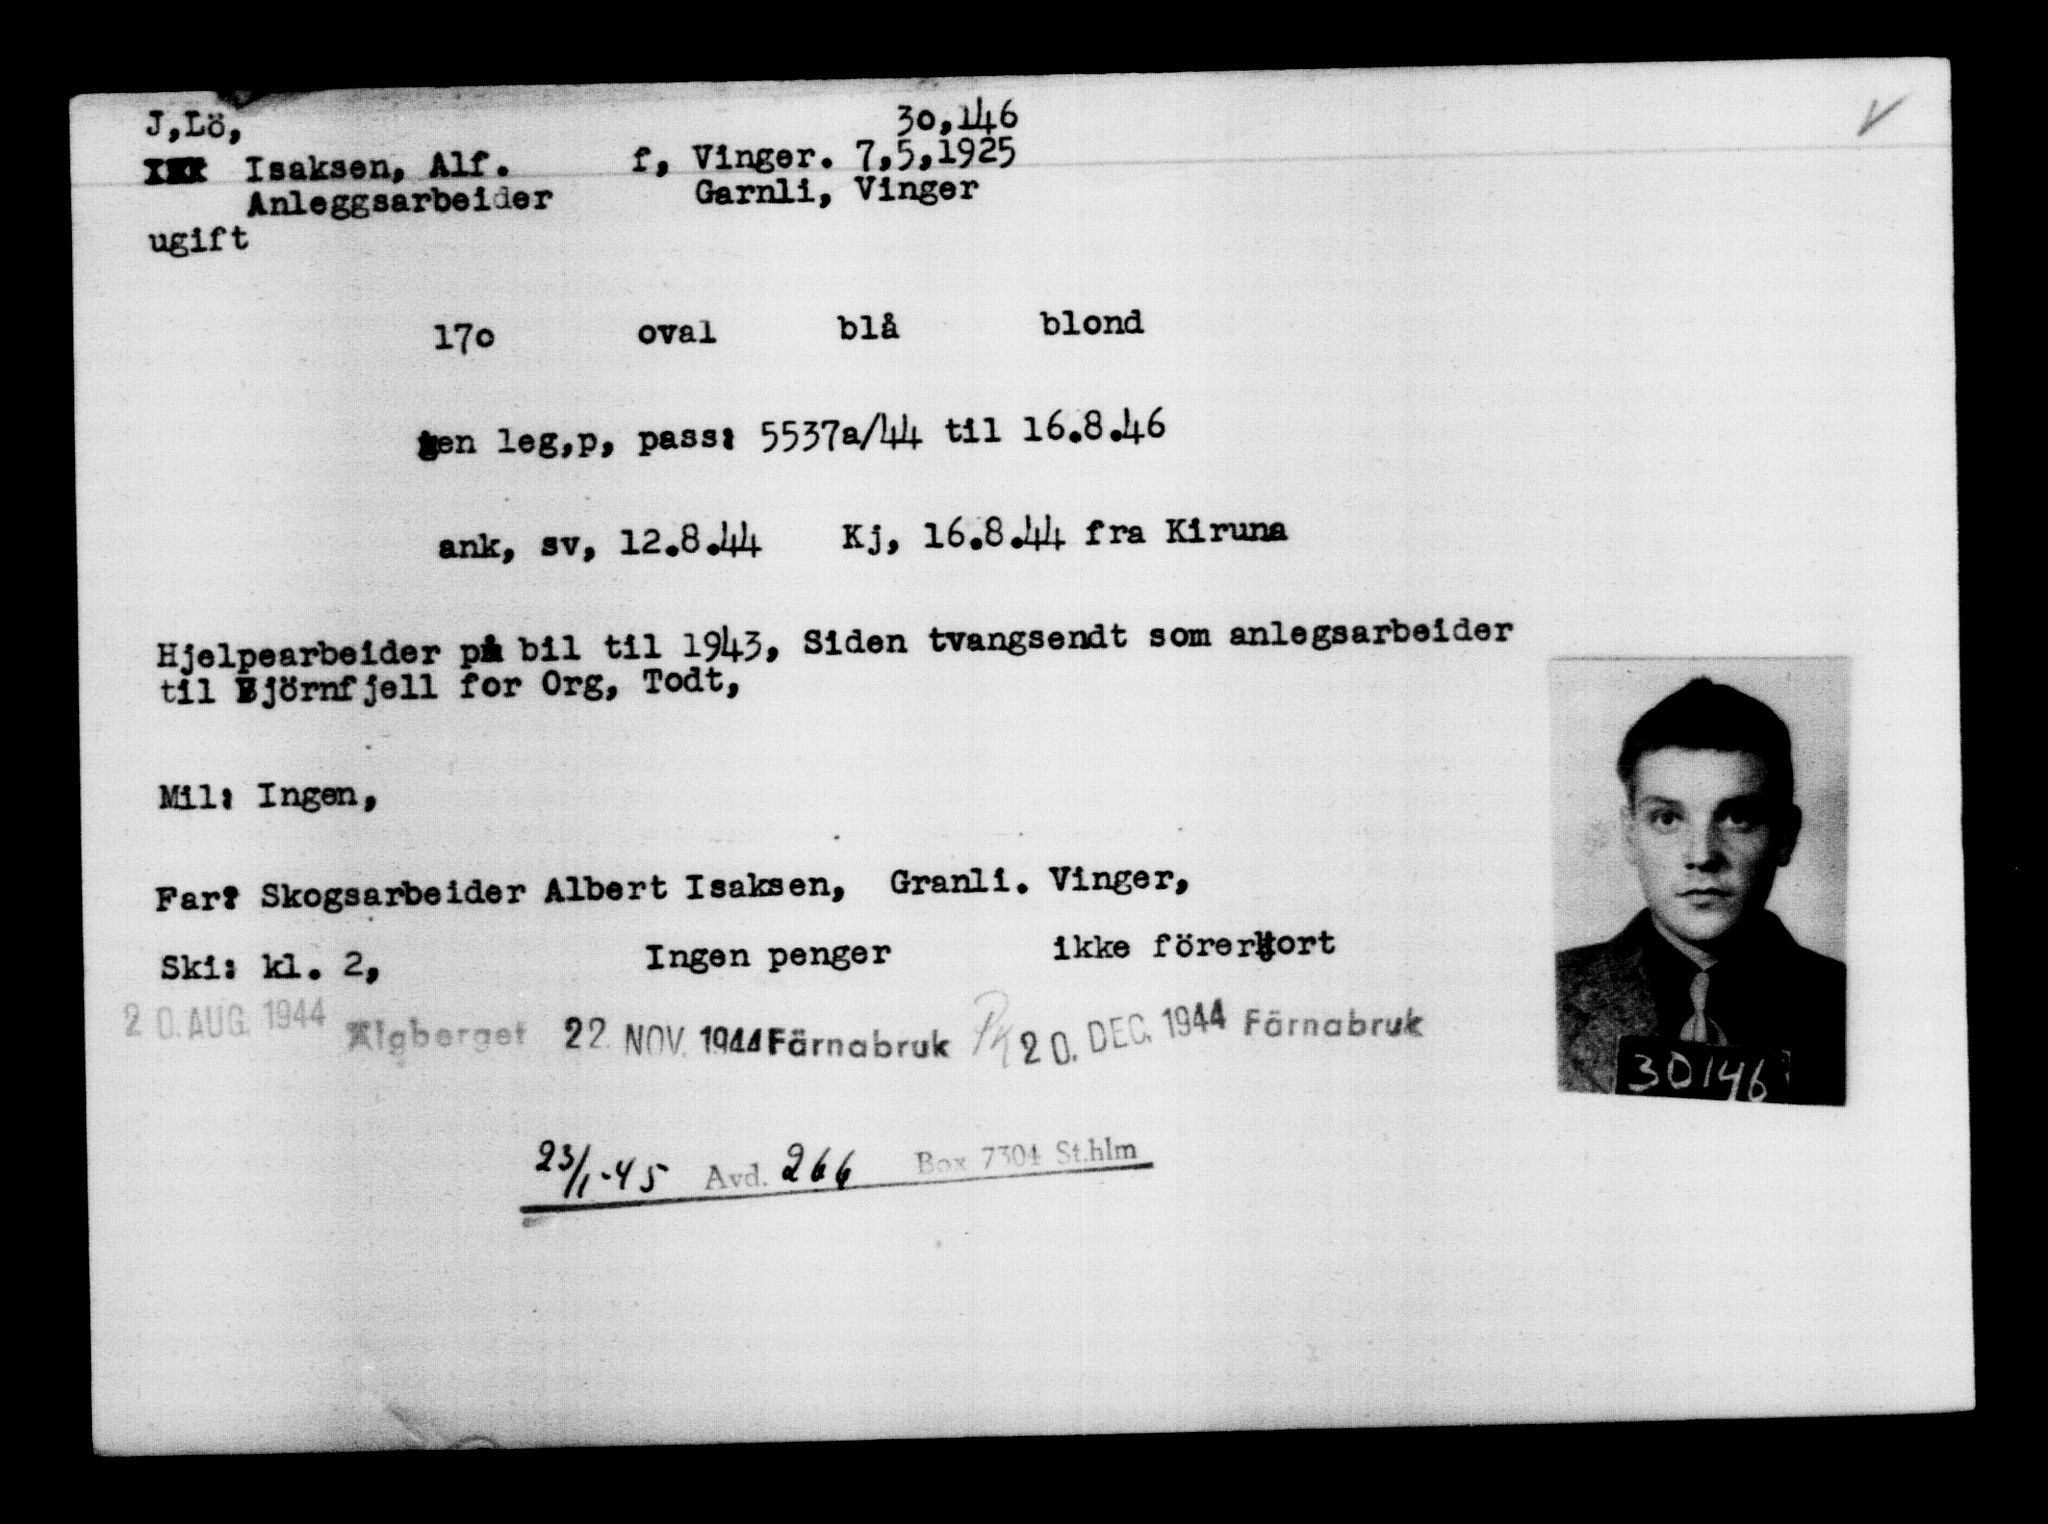 30,146
J,Lö,
Isaksen, Alf. f, Vinger. 7,5,1925
Anleggsarbeider Garnli, Vinger
ugift
17o oval blå blond
gen leg,p, pass: 5537a/44 til 16.8.46
ank, sv, 12.8.44 Kj, 16.8.44 fra Kiruna
Hjelpearbeider på bil til 1943, Siden tvangsendt som anlegsarbeider
til Björnfjell for Org, Todt,
Mil: Ingen,
Far? Skogsarbeider Albert Isaksen, Granli. Vinger,
Ski: kl. 2, Ingen penger ikke förerkort
20. AUG. 1944 Älgberget 22 NOV. 1944 Färnabruk 20. DEC. 1944 Färnabruk
30146
23/1-45 Avd. 266 Box 7304 St.hlm